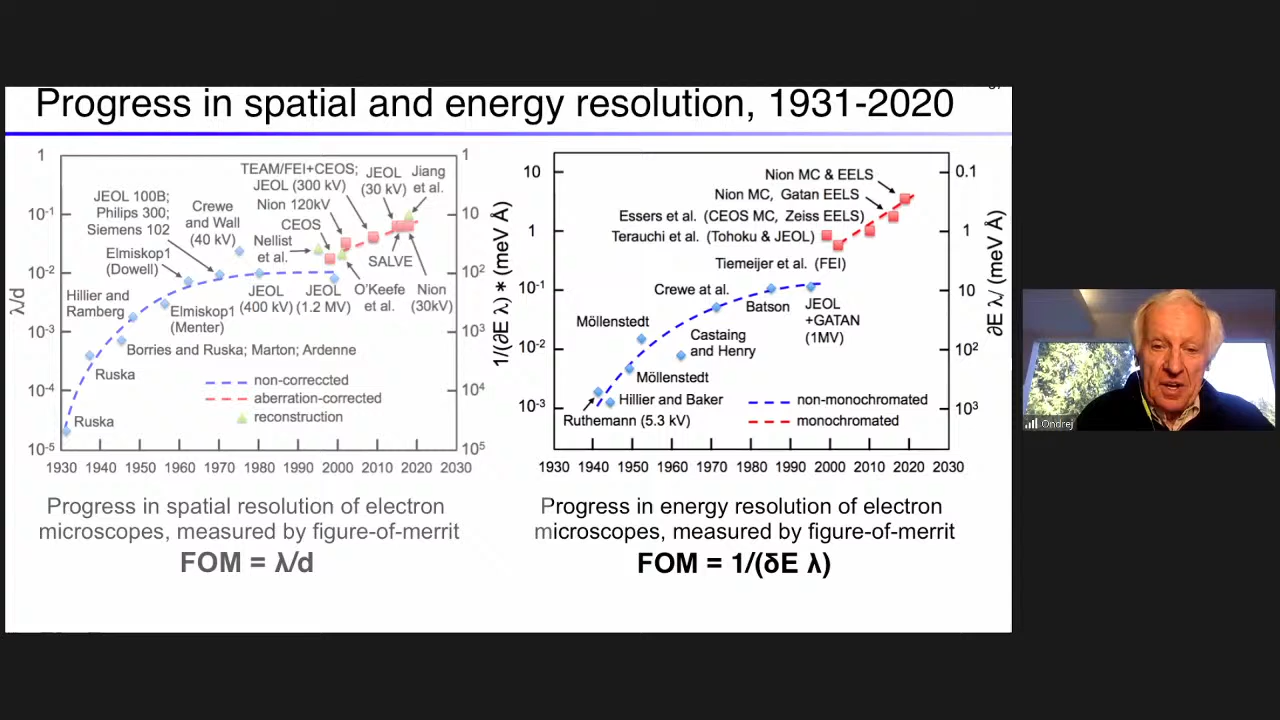 Progress in spatial and energy resolution, 1931-2020
1
10-1
10-2
10-3
10-4
10-5
λ/d
1
10
10²
10³
10⁴
10⁵
1930 1940 1950 1960 1970 1980 1990 2000 2010 2020 2030
TEAM/FEI+CEOS;
JEOL (300 kV)
JEOL
(30 kV)
Jiang
et al.
JEOL 100B;
Philips 300;
Siemens 102
Crewe
and Wall
(40 kV)
Nion 120kV
CEOS
Nellist
et al.
Elmiskop1
(Dowell)
SALVE
Hillier and
Ramberg
Elmiskop1
(Menter)
JEOL
(400 kV)
JEOL
(1.2 MV)
O'Keefe
et al.
Nion
(30kV)
Borries and Ruska; Marton; Ardenne
Ruska
Ruska
non-correccted
aberration-corrected
reconstruction
Progress in spatial resolution of electron
microscopes, measured by figure-of-merrit
FOM = λ/d
10
1
10-1
10-2
10-3
1/(∂E λ) * (meV Å)
0.1
1
10
10²
10³
∂E λ/ (meV Å)
1930 1940 1950 1960 1970 1980 1990 2000 2010 2020 2030
Nion MC & EELS
Nion MC, Gatan EELS
Essers et al. (CEOS MC, Zeiss EELS)
Terauchi et al. (Tohoku & JEOL)
Tiemeijer et al. (FEI)
Crewe at al.
Batson
JEOL
+GATAN
(1MV)
Möllenstedt
Castaing
and Henry
Möllenstedt
Hillier and Baker
Ruthemann (5.3 kV)
non-monochromated
monochromated
Progress in energy resolution of electron
microscopes, measured by figure-of-merrit
FOM = 1/(δE λ)
Ondrej